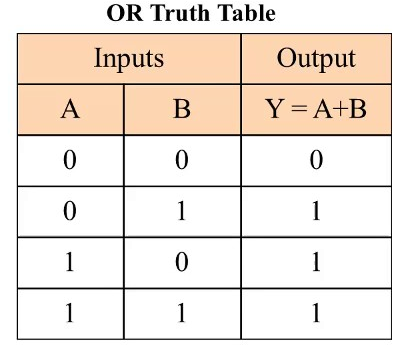 OR Truth Table
Inputs Output
A B Y = A+B
0 0 0
0 1 1
1 0 1
1 1 1